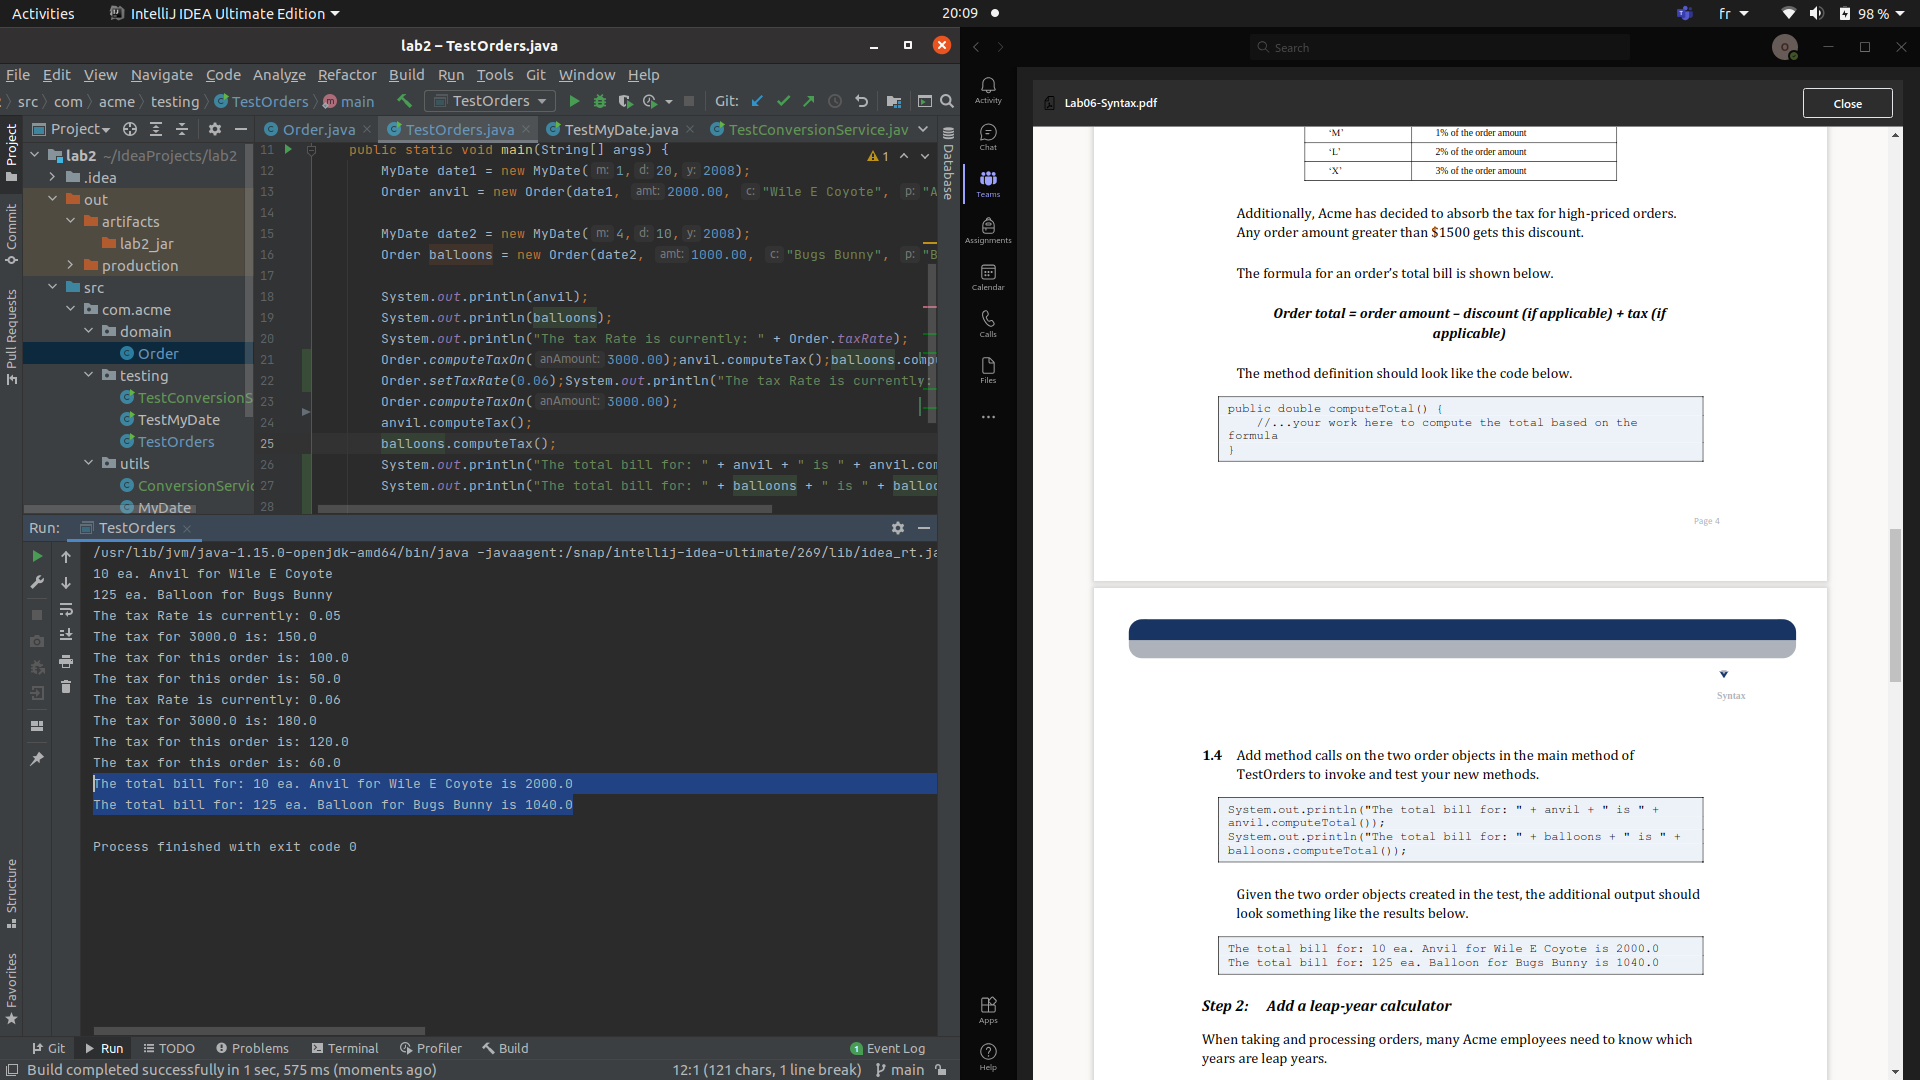 Activities
IntelliJ IDEA Ultimate Edition
20:09
fr
98 %
lab2 – TestOrders.java
File Edit View Navigate Code Analyze Refactor Build Run Tools Git Window Help
src com acme testing TestOrders main
TestOrders
Git:
Project
Order.java
TestOrders.java
TestMyDate.java
TestConversionService.jav
Project
Commit
Pull Requests
Structure
Favorites
Database
lab2 ~/IdeaProjects/lab2
.idea
out
artifacts
lab2_jar
production
src
com.acme
domain
Order
testing
TestConversionS
TestMyDate
TestOrders
utils
ConversionServic
MyDate
1
11 public static void main(String[] args) {
12 MyDate date1 = new MyDate( m: 1, d: 20, y: 2008);
13 Order anvil = new Order(date1, amt: 2000.00, c: "Wile E Coyote", p: "A
14
15 MyDate date2 = new MyDate( m: 4, d: 10, y: 2008);
16 Order balloons = new Order(date2, amt: 1000.00, c: "Bugs Bunny", p: "B
17
18 System.out.println(anvil);
19 System.out.println(balloons);
20 System.out.println("The tax Rate is currently: " + Order.taxRate);
21 Order.computeTaxOn( anAmount: 3000.00);anvil.computeTax();balloons.comp
22 Order.setTaxRate(0.06);System.out.println("The tax Rate is currently:
23 Order.computeTaxOn( anAmount: 3000.00);
24 anvil.computeTax();
25 balloons.computeTax();
26 System.out.println("The total bill for: " + anvil + " is " + anvil.com
27 System.out.println("The total bill for: " + balloons + " is " + balloo
28
Run: TestOrders
/usr/lib/jvm/java-1.15.0-openjdk-amd64/bin/java -javaagent:/snap/intellij-idea-ultimate/269/lib/idea_rt.ja
10 ea. Anvil for Wile E Coyote
125 ea. Balloon for Bugs Bunny
The tax Rate is currently: 0.05
The tax for 3000.0 is: 150.0
The tax for this order is: 100.0
The tax for this order is: 50.0
The tax Rate is currently: 0.06
The tax for 3000.0 is: 180.0
The tax for this order is: 120.0
The tax for this order is: 60.0
The total bill for: 10 ea. Anvil for Wile E Coyote is 2000.0
The total bill for: 125 ea. Balloon for Bugs Bunny is 1040.0
Process finished with exit code 0
Git Run TODO Problems Terminal Profiler Build
1 Event Log
Build completed successfully in 1 sec, 575 ms (moments ago)
12:1 (121 chars, 1 line break) main
Search
O
Activity
Chat
Teams
Assignments
Calendar
Calls
Files
Apps
Help
Lab06-Syntax.pdf
Close
‘M’ 1% of the order amount
‘L’ 2% of the order amount
‘X’ 3% of the order amount
Additionally, Acme has decided to absorb the tax for high-priced orders.
Any order amount greater than $1500 gets this discount.
The formula for an order’s total bill is shown below.
Order total = order amount – discount (if applicable) + tax (if
applicable)
The method definition should look like the code below.
public double computeTotal() {
//...your work here to compute the total based on the
formula
}
Page 4
Syntax
1.4 Add method calls on the two order objects in the main method of
TestOrders to invoke and test your new methods.
System.out.println("The total bill for: " + anvil + " is " +
anvil.computeTotal());
System.out.println("The total bill for: " + balloons + " is " +
balloons.computeTotal());
Given the two order objects created in the test, the additional output should
look something like the results below.
The total bill for: 10 ea. Anvil for Wile E Coyote is 2000.0
The total bill for: 125 ea. Balloon for Bugs Bunny is 1040.0
Step 2: Add a leap-year calculator
When taking and processing orders, many Acme employees need to know which
years are leap years.